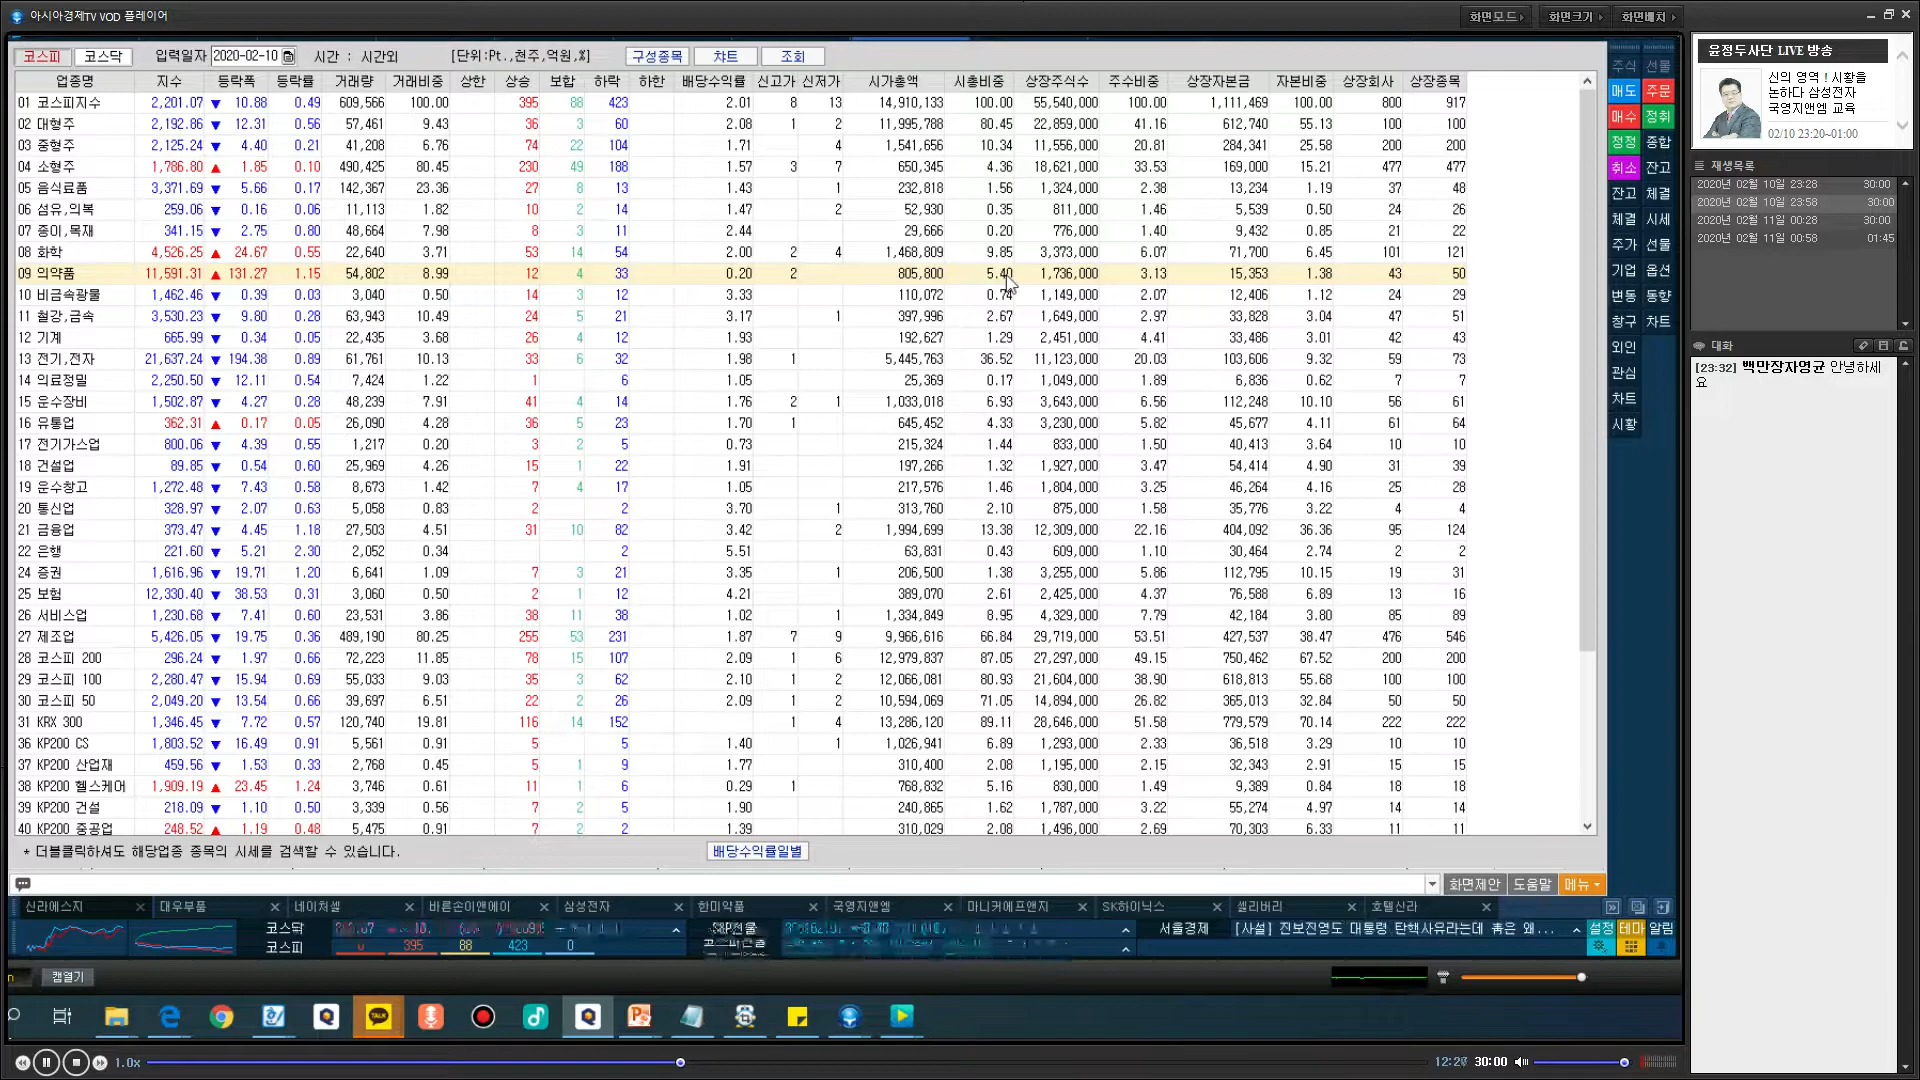 아시아경제TV VOD 플레이어 화면모드 화면크기 화면배치
코스피 코스닥 입력일자 2020-02-10 시간 : 시간외 [단위:Pt.,천주,억원,%] 구성종목 챠트 조회
업종명 지수 등락폭 등락률 거래량 거래비중 상한 상승 보합 하락 하한 배당수익률 신고가 신저가 시가총액 시총비중 상장주식수 주수비중 상장자본금 자본비중 상장회사 상장종목
01 코스피지수 2,201.07 ▼ 10.88 0.49 609,566 100.00 395 88 423 2.01 8 13 14,910,133 100.00 55,540,000 100.00 1,111,469 100.00 800 917
02 대형주 2,192.86 ▼ 12.31 0.56 57,461 9.43 36 3 60 2.08 1 2 11,995,788 80.45 22,859,000 41.16 612,740 55.13 100 100
03 중형주 2,125.24 ▼ 4.40 0.21 41,208 6.76 74 22 104 1.71 4 1,541,656 10.34 11,556,000 20.81 284,341 25.58 200 200
04 소형주 1,786.80 ▲ 1.85 0.10 490,425 80.45 230 49 188 1.57 3 7 650,345 4.36 18,621,000 33.53 169,000 15.21 477 477
05 음식료품 3,371.69 ▼ 5.66 0.17 142,367 23.36 27 8 13 1.43 1 232,818 1.56 1,324,000 2.38 13,234 1.19 37 48
06 섬유,의복 259.06 ▼ 0.16 0.06 11,113 1.82 10 2 14 1.47 2 52,930 0.35 811,000 1.46 5,539 0.50 24 26
07 종이,목재 341.15 ▼ 2.75 0.80 48,664 7.98 8 3 11 2.44 29,666 0.20 776,000 1.40 9,432 0.85 21 22
08 화학 4,526.25 ▲ 24.67 0.55 22,640 3.71 53 14 54 2.00 2 4 1,468,809 9.85 3,373,000 6.07 71,700 6.45 101 121
09 의약품 11,591.31 ▲ 131.27 1.15 54,802 8.99 12 4 33 0.20 2 805,800 5.40 1,736,000 3.13 15,353 1.38 43 50
10 비금속광물 1,462.46 ▼ 0.39 0.03 3,040 0.50 14 3 12 3.33 110,072 0.74 1,149,000 2.07 12,406 1.12 24 29
11 철강,금속 3,530.23 ▼ 9.80 0.28 63,943 10.49 24 5 21 3.17 1 397,996 2.67 1,649,000 2.97 33,828 3.04 47 51
12 기계 665.99 ▼ 0.34 0.05 22,435 3.68 26 4 12 1.93 192,627 1.29 2,451,000 4.41 33,486 3.01 42 43
13 전기,전자 21,637.24 ▼ 194.38 0.89 61,761 10.13 33 6 32 1.98 1 5,445,763 36.52 11,123,000 20.03 103,606 9.32 59 73
14 의료정밀 2,250.50 ▼ 12.11 0.54 7,424 1.22 1 6 1.05 25,369 0.17 1,049,000 1.89 6,836 0.62 7 7
15 운수장비 1,502.87 ▼ 4.27 0.28 48,239 7.91 41 4 14 1.76 2 1 1,033,018 6.93 3,643,000 6.56 112,248 10.10 56 61
16 유통업 362.31 ▲ 0.17 0.05 26,090 4.28 36 5 23 1.70 1 645,452 4.33 3,230,000 5.82 45,677 4.11 61 64
17 전기가스업 800.06 ▼ 4.39 0.55 1,217 0.20 3 2 5 0.73 215,324 1.44 833,000 1.50 40,413 3.64 10 10
18 건설업 89.85 ▼ 0.54 0.60 25,969 4.26 15 1 22 1.91 197,266 1.32 1,927,000 3.47 54,414 4.90 31 39
19 운수창고 1,272.48 ▼ 7.43 0.58 8,673 1.42 7 4 17 1.05 217,576 1.46 1,804,000 3.25 46,264 4.16 25 28
20 통신업 328.97 ▼ 2.07 0.63 5,058 0.83 2 2 3.70 1 313,760 2.10 875,000 1.58 35,776 3.22 4 4
21 금융업 373.47 ▼ 4.45 1.18 27,503 4.51 31 10 82 3.42 2 1,994,699 13.38 12,309,000 22.16 404,092 36.36 95 124
22 은행 221.60 ▼ 5.21 2.30 2,052 0.34 2 5.51 63,831 0.43 609,000 1.10 30,464 2.74 2 2
24 증권 1,616.96 ▼ 19.71 1.20 6,641 1.09 7 3 21 3.35 1 206,500 1.38 3,255,000 5.86 112,795 10.15 19 31
25 보험 12,330.40 ▼ 38.53 0.31 3,060 0.50 2 1 12 4.21 389,070 2.61 2,425,000 4.37 76,588 6.89 13 16
26 서비스업 1,230.68 ▼ 7.41 0.60 23,531 3.86 38 11 38 1.02 1 1,334,849 8.95 4,329,000 7.79 42,184 3.80 85 89
27 제조업 5,426.05 ▼ 19.75 0.36 489,190 80.25 255 53 231 1.87 7 9 9,966,616 66.84 29,719,000 53.51 427,537 38.47 476 546
28 코스피 200 296.24 ▼ 1.97 0.66 72,223 11.85 78 15 107 2.09 1 6 12,979,837 87.05 27,297,000 49.15 750,462 67.52 200 200
29 코스피 100 2,280.47 ▼ 15.94 0.69 55,033 9.03 35 3 62 2.10 1 2 12,066,081 80.93 21,604,000 38.90 618,813 55.68 100 100
30 코스피 50 2,049.20 ▼ 13.54 0.66 39,697 6.51 22 2 26 2.09 1 2 10,594,069 71.05 14,894,000 26.82 365,013 32.84 50 50
31 KRX 300 1,346.45 ▼ 7.72 0.57 120,740 19.81 116 14 152 1 4 13,286,120 89.11 28,646,000 51.58 779,579 70.14 222 222
36 KP200 CS 1,803.52 ▼ 16.49 0.91 5,561 0.91 5 5 1.40 1 1,026,941 6.89 1,293,000 2.33 36,518 3.29 10 10
37 KP200 산업재 459.56 ▼ 1.53 0.33 2,768 0.45 5 1 9 1.77 310,400 2.08 1,195,000 2.15 32,343 2.91 15 15
38 KP200 헬스케어 1,909.19 ▲ 23.45 1.24 3,746 0.61 11 1 6 0.29 1 768,832 5.16 830,000 1.49 9,389 0.84 18 18
39 KP200 건설 218.09 ▼ 1.10 0.50 3,339 0.56 7 2 5 1.90 240,865 1.62 1,787,000 3.22 55,274 4.97 14 14
40 KP200 중공업 248.52 ▲ 1.19 0.48 5,475 0.91 7 2 2 1.39 310,029 2.08 1,496,000 2.69 70,303 6.33 11 11
* 더블클릭하셔도 해당업종 종목의 시세를 검색할 수 있습니다. 배당수익률일별
화면제안 도움말 메뉴
신라에스지 대우부품 네이처셀 바른손이앤에이 삼성전자 한미약품 국영지앤엠 마니커에프앤지 SK하이닉스 셀리버리 호텔신라
코스닥 S&P선물 서울경제 [사설] 진보진영도 대통령 탄핵사유라는데 靑은 왜... 설정 테마 알림
코스피 395 88 423 0
캠열기
1.0x 30:00
주식 선물
매도 주문
매수 정취
정정 종합
취소 잔고
잔고 체결
체결 시세
주가 선물
기업 옵션
변동 동향
창구 차트
외인
관심
차트
시황
윤정두사단 LIVE 방송
신의 영역 ! 시황을
논하다 삼성전자
국영지앤엠 교육
02/10 23:20~01:00
재생목록
2020년 02월 10일 23:28 30:00
2020년 02월 10일 23:58 30:00
2020년 02월 11일 00:28 30:00
2020년 02월 11일 00:58 01:45
대화
[23:32] 백만장자영균 안녕하세
요